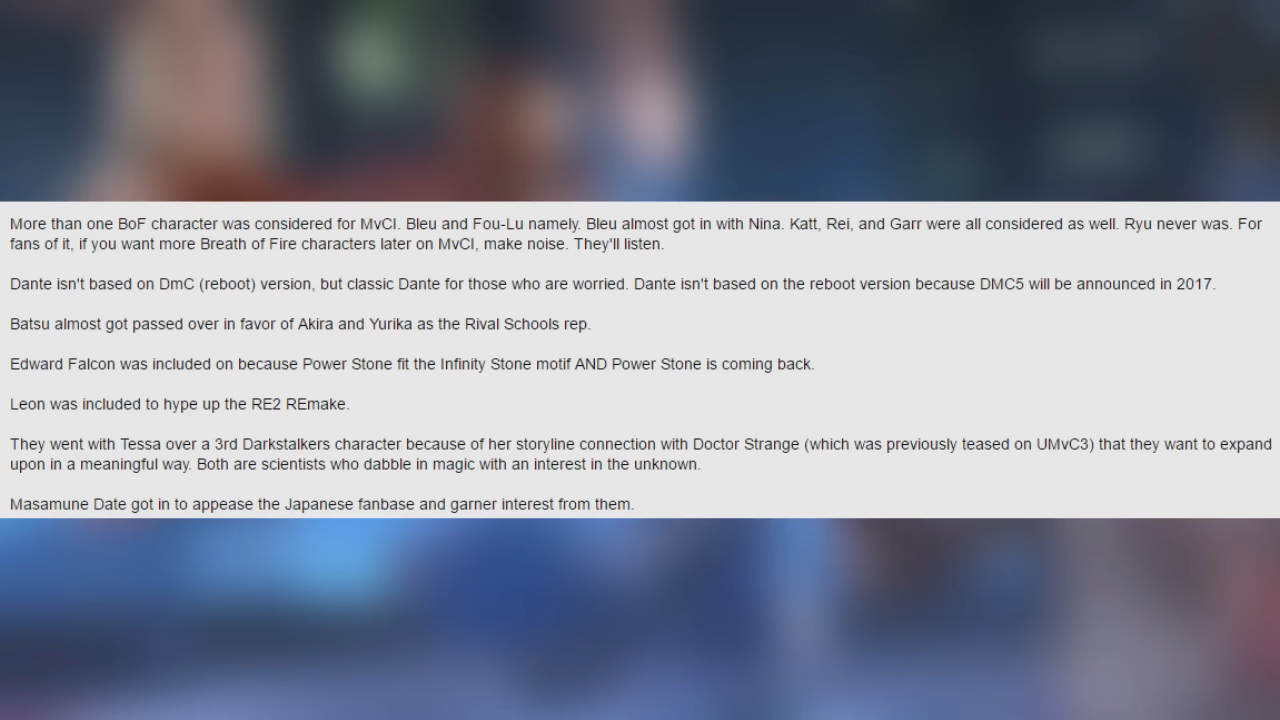 More than one BoF character was considered for MvCI. Bleu and Fou-Lu namely. Bleu almost got in with Nina. Katt, Rei, and Garr were all considered as well. Ryu never was. For
fans of it, if you want more Breath of Fire characters later on MvCI, make noise. They'll listen.
Dante isn't based on DmC (reboot) version, but classic Dante for those who are worried. Dante isn't based on the reboot version because DMC5 will be announced in 2017.
Batsu almost got passed over in favor of Akira and Yurika as the Rival Schools rep.
Edward Falcon was included on because Power Stone fit the Infinity Stone motif AND Power Stone is coming back.
Leon was included to hype up the RE2 REmake.
They went with Tessa over a 3rd Darkstalkers character because of her storyline connection with Doctor Strange (which was previously teased on UMvC3) that they want to expand
upon in a meaningful way. Both are scientists who dabble in magic with an interest in the unknown.
Masamune Date got in to appease the Japanese fanbase and garner interest from them.